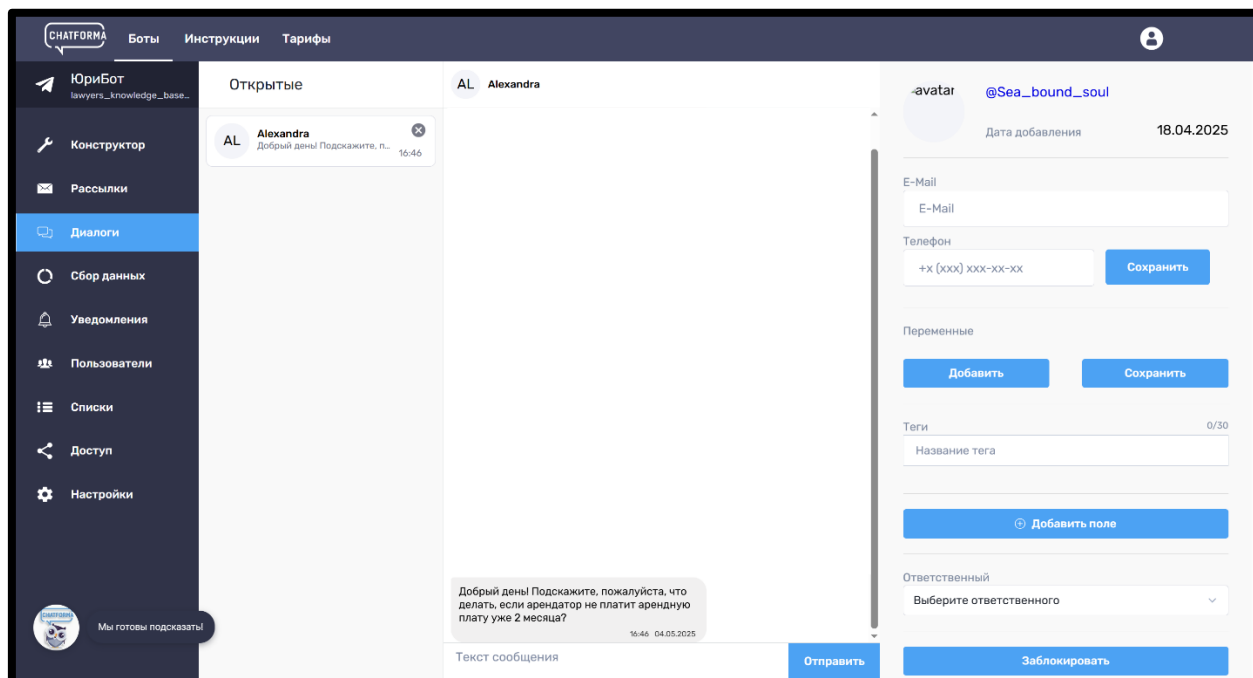 CHATFORMA
Боты Инструкции Тарифы
ЮриБот
lawyers_knowledge_base...
Конструктор
Рассылки
Диалоги
Сбор данных
Уведомления
Пользователи
Списки
Доступ
Настройки
CHATFORMA
Мы готовы подсказать!
Открытые
AL
Alexandra
Добрый день! Подскажите, п...
16:46
AL Alexandra
Добрый день! Подскажите, пожалуйста, что
делать, если арендатор не платит арендную
плату уже 2 месяца?
16:46 04.05.2025
Текст сообщения
Отправить
avatar
@Sea_bound_soul
Дата добавления 18.04.2025
E-Mail
E-Mail
Телефон
+x (xxx) xxx-xx-xx
Сохранить
Переменные
Добавить
Сохранить
Теги 0/30
Название тега
Добавить поле
Ответственный
Выберите ответственного
Заблокировать